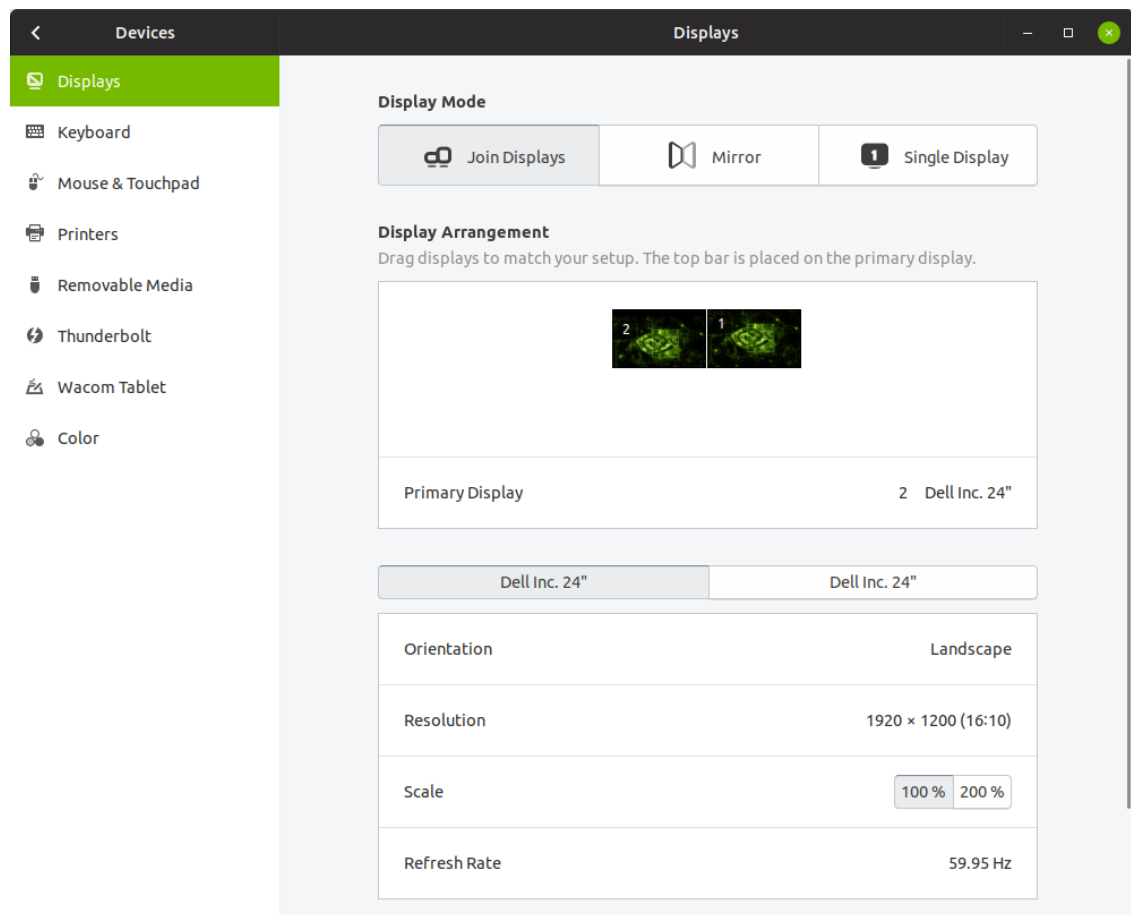 Devices
Displays
Displays
Keyboard
Mouse & Touchpad
Printers
Removable Media
Thunderbolt
Wacom Tablet
Color
Display Mode
Join Displays
Mirror
1 Single Display
Display Arrangement
Drag displays to match your setup. The top bar is placed on the primary display.
2 1
Primary Display 2 Dell Inc. 24"
Dell Inc. 24" Dell Inc. 24"
Orientation Landscape
Resolution 1920 × 1200 (16:10)
Scale 100 % 200 %
Refresh Rate 59.95 Hz